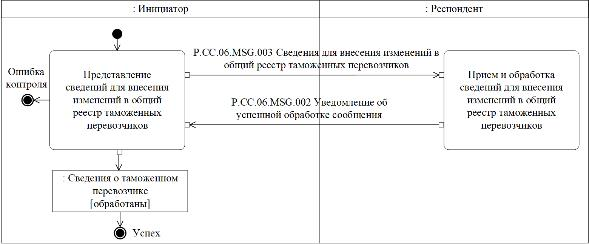 : Инициатор
: Респондент
P.CC.06.MSG.003 Сведения для внесения изменений в
общий реестр таможенных перевозчиков
Ошибка
контроля
Представление
сведений для внесения
изменений в общий
реестр таможенных
перевозчиков
Прием и обработка
сведений для внесения
изменений в общий
реестр таможенных
перевозчиков
P.CC.06.MSG.002 Уведомление об
успешной обработке сообщения
: Сведения о таможенном
перевозчике
[обработаны]
Успех